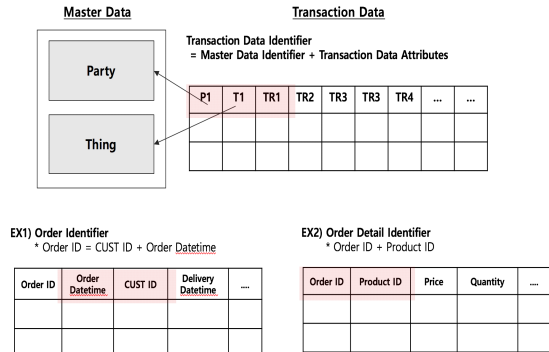 Master Data
Transaction Data
Party
Thing
Transaction Data Identifier
= Master Data Identifier + Transaction Data Attributes
P1 T1 TR1 TR2 TR3 TR3 TR4 ... ...
EX1) Order Identifier
* Order ID = CUST ID + Order Datetime
Order ID Order Datetime CUST ID Delivery Datetime ....
EX2) Order Detail Identifier
* Order ID + Product ID
Order ID Product ID Price Quantity ....